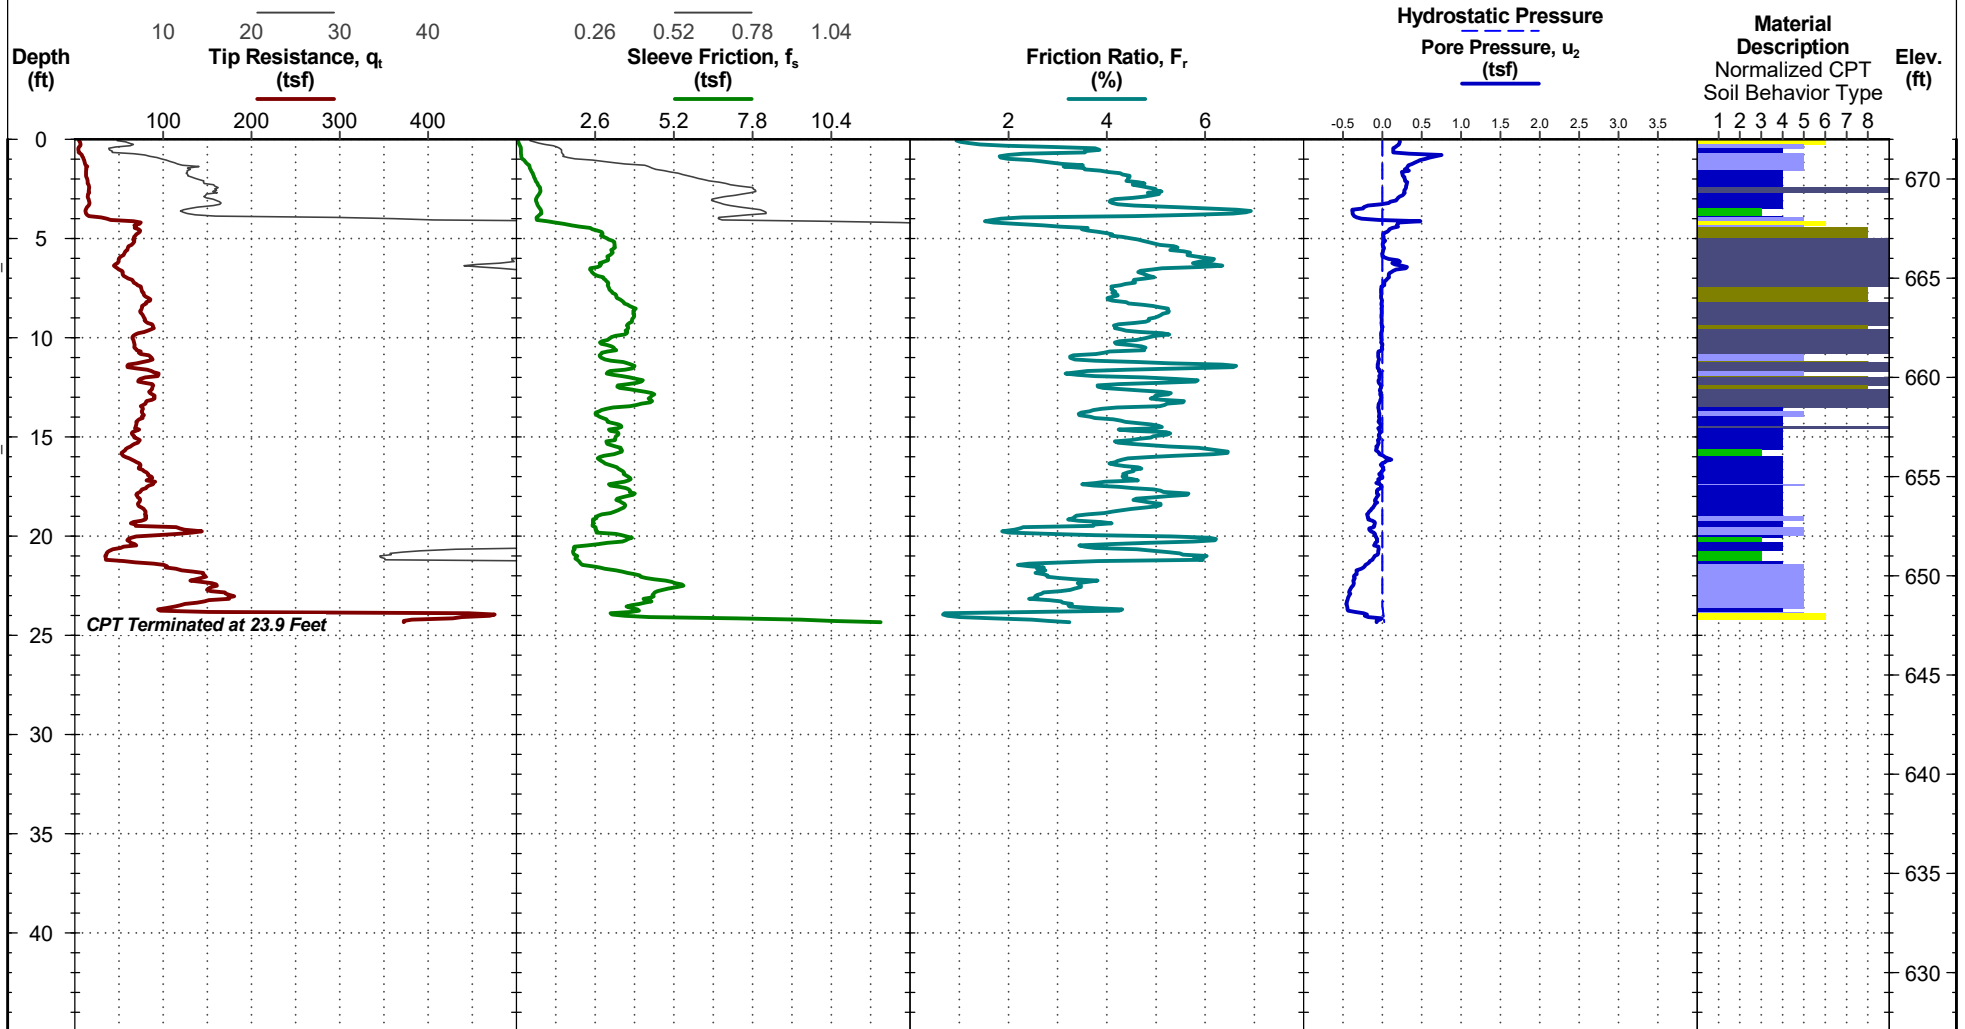 10 20 30 40
0.26 0.52 0.78 1.04
Hydrostatic Pressure
Depth
(ft)
Tip Resistance, qt
(tsf)
Sleeve Friction, fs
(tsf)
Friction Ratio, Fr
(%)
Pore Pressure, u2
(tsf)
Material
Description
Normalized CPT
Soil Behavior Type
Elev.
(ft)
100 200 300 400
2.6 5.2 7.8 10.4
2 4 6
-0.5 0.0 0.5 1.0 1.5 2.0 2.5 3.0 3.5
1 2 3 4 5 6 7 8
0
5
10
15
20
25
30
35
40
CPT Terminated at 23.9 Feet
670
665
660
655
650
645
640
635
630